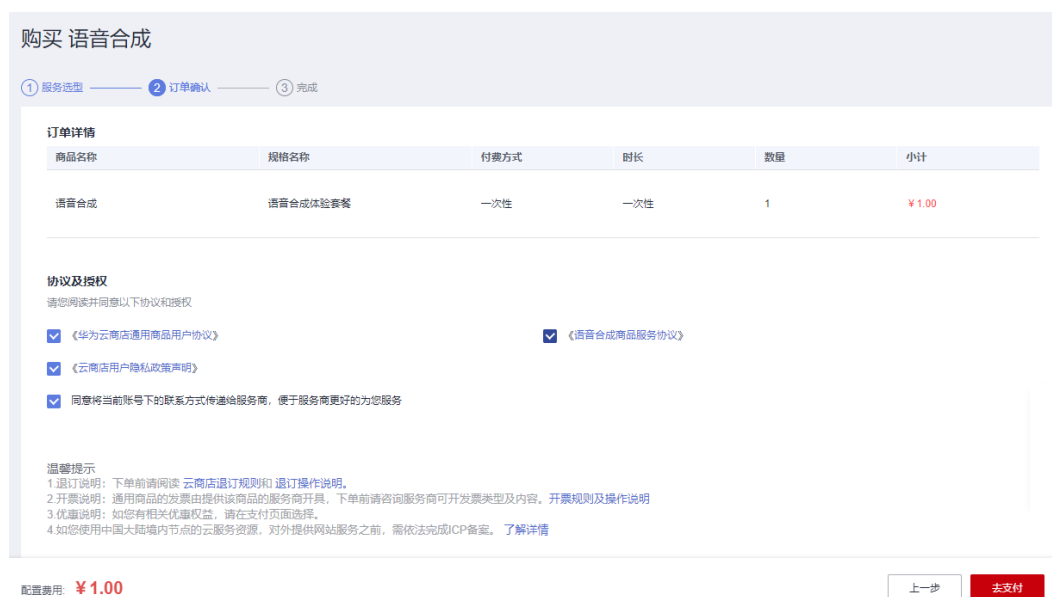 购买 语音合成
1 服务选型 2 订单确认 3 完成
订单详情
商品名称 规格名称 付费方式 时长 数量 小计
语音合成 语音合成体验套餐 一次性 一次性 1 ¥ 1.00
协议及授权
请您阅读并同意以下协议和授权
《华为云商店通用商品用户协议》 《语音合成商品服务协议》
《云商店用户隐私政策声明》
同意将当前账号下的联系方式传递给服务商，便于服务商更好的为您服务
温馨提示
1.退订说明：下单前请阅读 云商店退订规则和 退订操作说明。
2.开票说明：通用商品的发票由提供该商品的服务商开具，下单前请咨询服务商可开发票类型及内容。开票规则及操作说明
3.优惠说明：如您有相关优惠权益，请在支付页面选择。
4.如您使用中国大陆境内节点的云服务资源，对外提供网站服务之前，需依法完成ICP备案。 了解详情
配置费用: ¥1.00 上一步 去支付